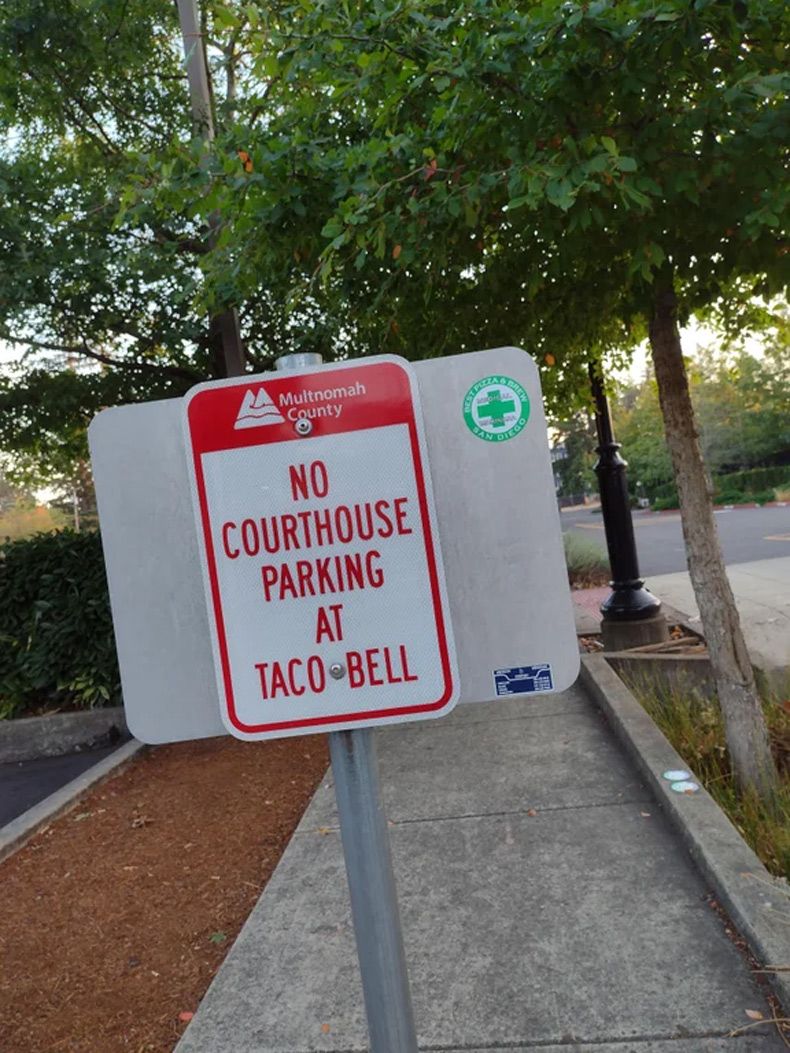 Multnomah
County
NO
COURTHOUSE
PARKING
AT
TACO BELL
BEST PIZZA & BREW
SAN DIEGO